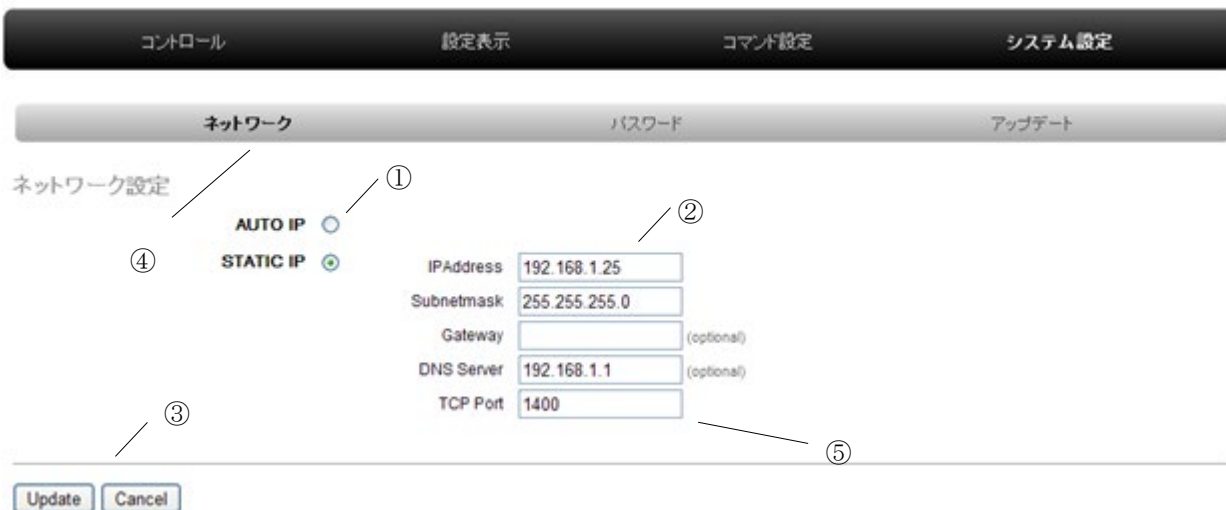 コントロール 設定表示 コマンド設定 システム設定
ネットワーク パスワード アップデート
ネットワーク設定
①
AUTO IP
②
④
STATIC IP
IPAddress 192.168.1.25
Subnetmask 255.255.255.0
Gateway (optional)
DNS Server 192.168.1.1 (optional)
TCP Port 1400
③
⑤
Update Cancel